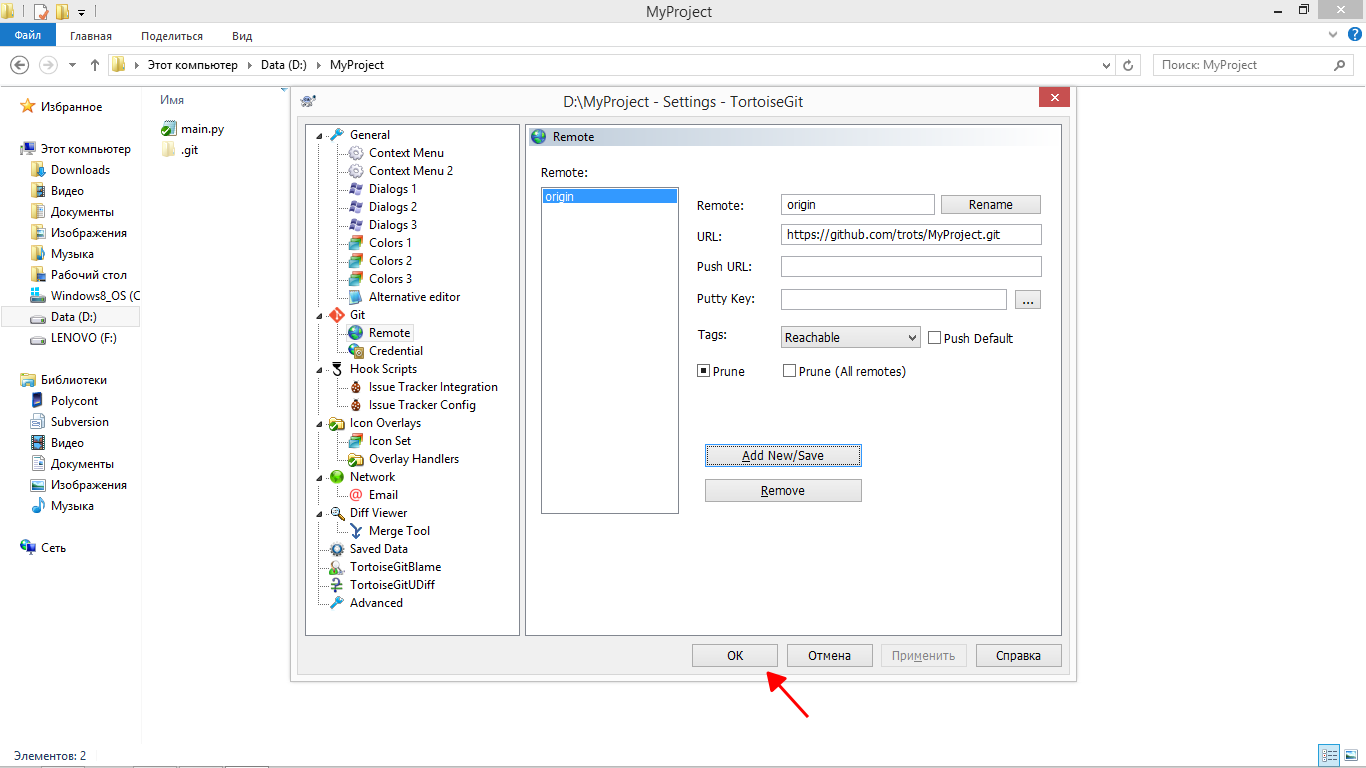 MyProject
Файл Главная Поделиться Вид
Этот компьютер Data (D:) MyProject Поиск: MyProject
Избранное
Этот компьютер
Downloads
Видео
Документы
Изображения
Музыка
Рабочий стол
Windows8_OS (C
Data (D:)
LENOVO (F:)
Библиотеки
Polycont
Subversion
Видео
Документы
Изображения
Музыка
Сеть
Имя
main.py
.git
D:\MyProject - Settings - TortoiseGit
General
Context Menu
Context Menu 2
Dialogs 1
Dialogs 2
Dialogs 3
Colors 1
Colors 2
Colors 3
Alternative editor
Git
Remote
Credential
Hook Scripts
Issue Tracker Integration
Issue Tracker Config
Icon Overlays
Icon Set
Overlay Handlers
Network
Email
Diff Viewer
Merge Tool
Saved Data
TortoiseGitBlame
TortoiseGitUDiff
Advanced
Remote
Remote:
origin
Remote: origin Rename
URL: https://github.com/trots/MyProject.git
Push URL:
Putty Key: ...
Tags: Reachable Push Default
Prune Prune (All remotes)
Add New/Save
Remove
OK Отмена Применить Справка
Элементов: 2